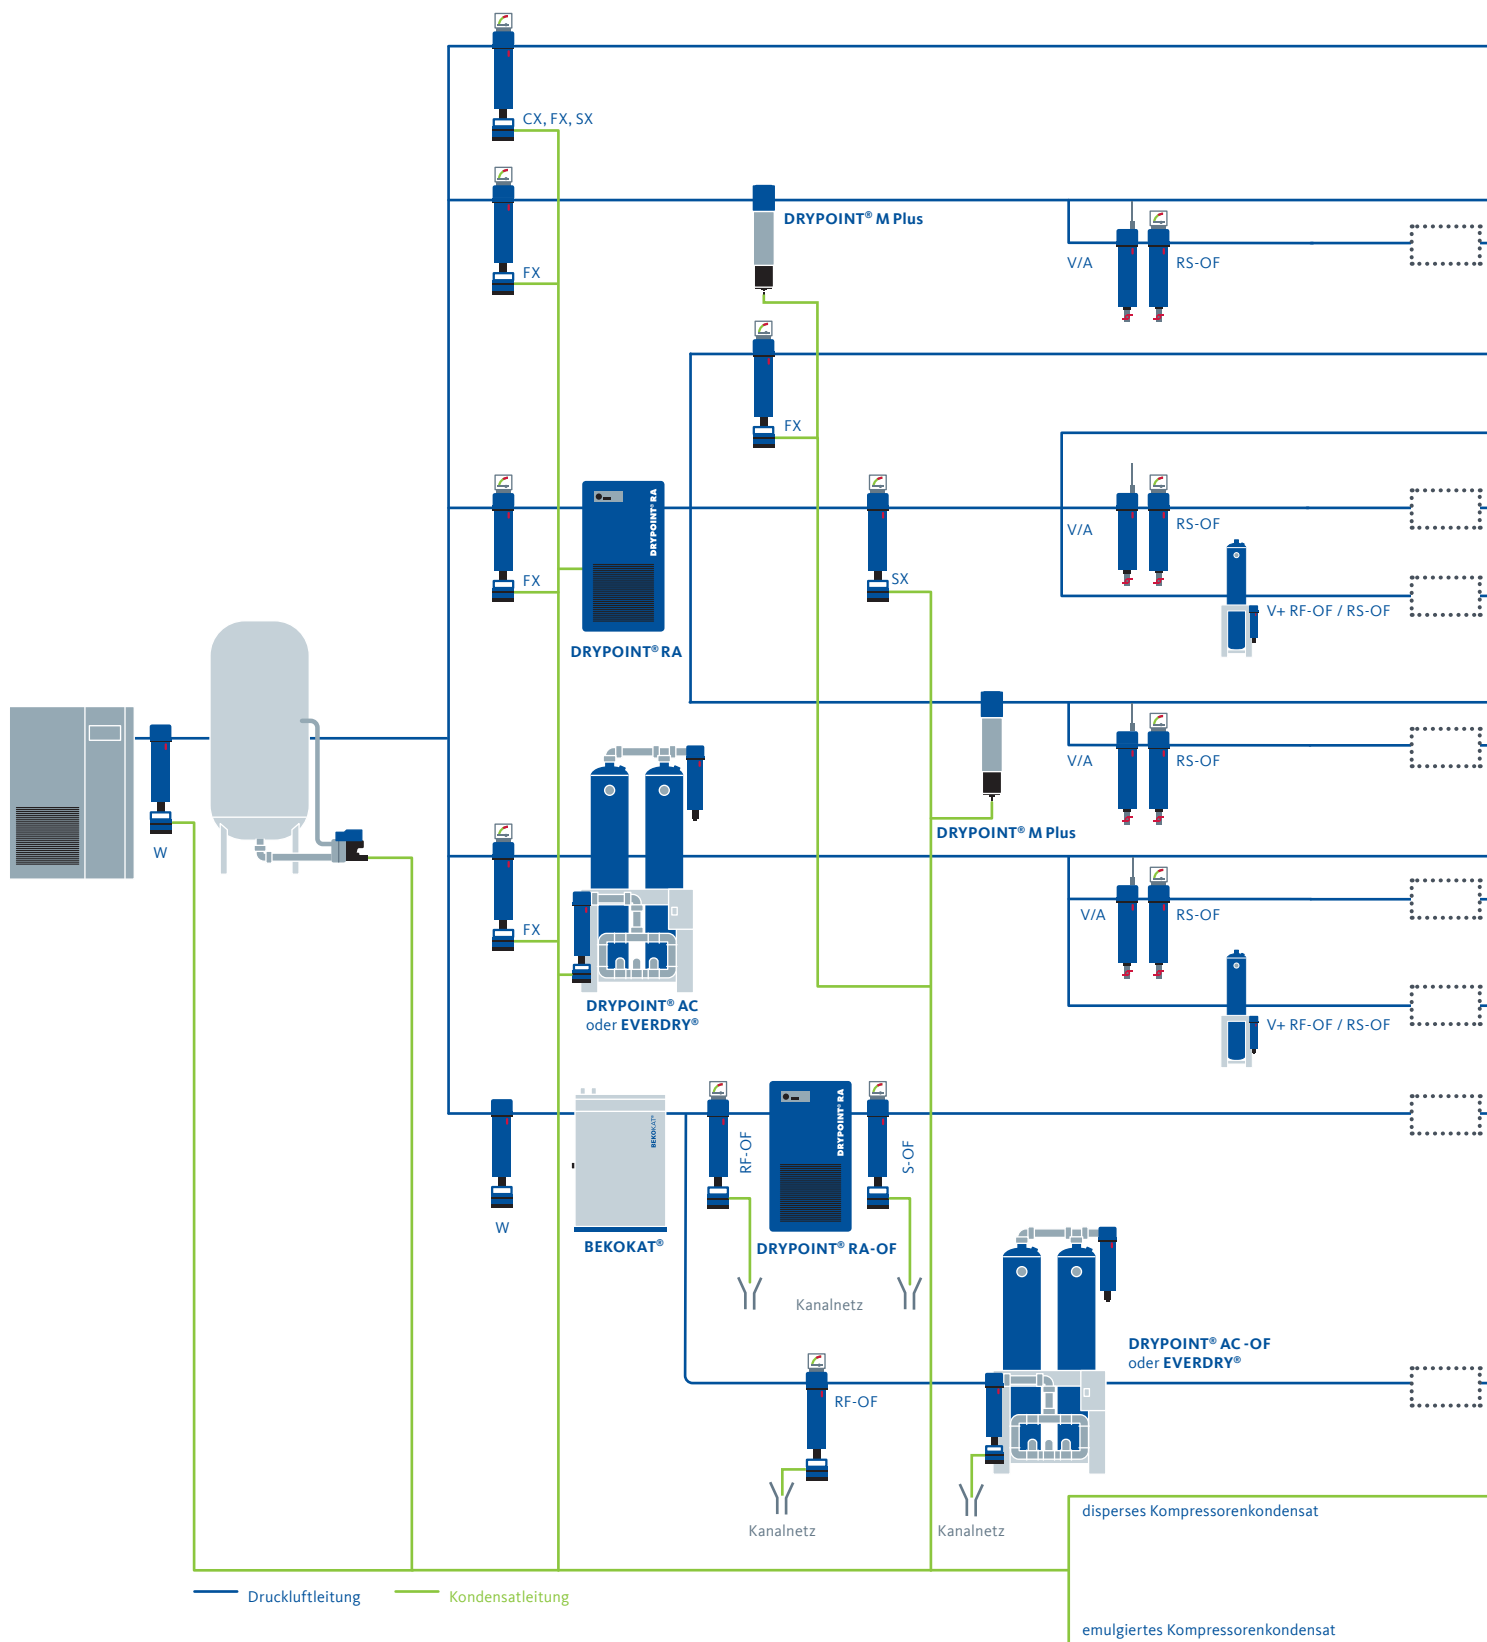 CX, FX, SX
DRYPOINT® M Plus
FX
V/A
RS-OF
FX
V/A
RS-OF
DRYPOINT® RA
FX
SX
V+ RF-OF / RS-OF
DRYPOINT® RA
V/A
RS-OF
DRYPOINT® M Plus
W
FX
V/A
RS-OF
DRYPOINT® AC
oder EVERDRY®
V+ RF-OF / RS-OF
BEKOKAT®
RF-OF
DRYPOINT® RA
S-OF
W
BEKOKAT®
DRYPOINT® RA-OF
Kanalnetz
DRYPOINT® AC -OF
oder EVERDRY®
RF-OF
Kanalnetz
Kanalnetz
disperses Kompressorenkondensat
Druckluftleitung
Kondensatleitung
emulgiertes Kompressorenkondensat